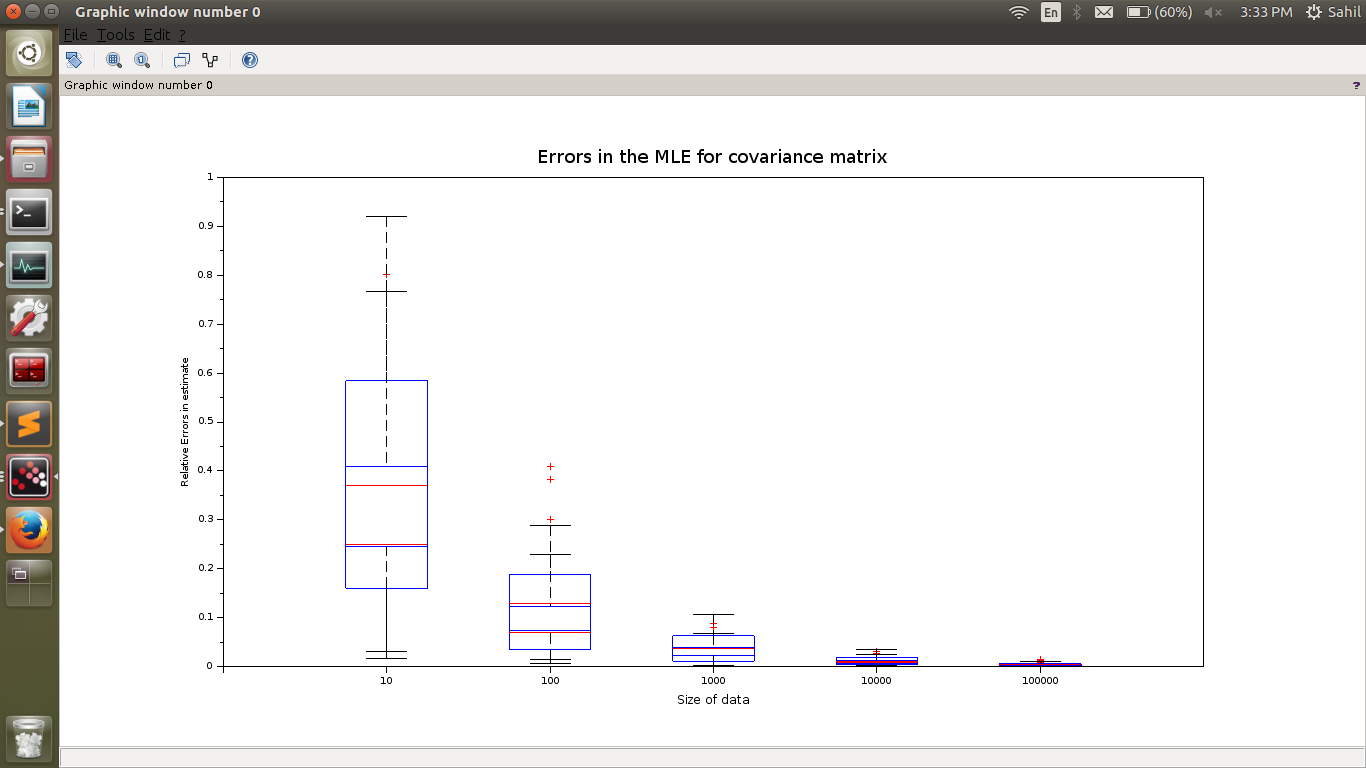 Graphic window number 0
En
(60%)
3:33 PM
Sahil
File Tools Edit ?
Graphic window number 0
?
Errors in the MLE for covariance matrix
1
0.9
0.8
0.7
0.6
0.5
0.4
0.3
0.2
0.1
0
Relative Errors in estimate
10
100
1000
10000
100000
Size of data